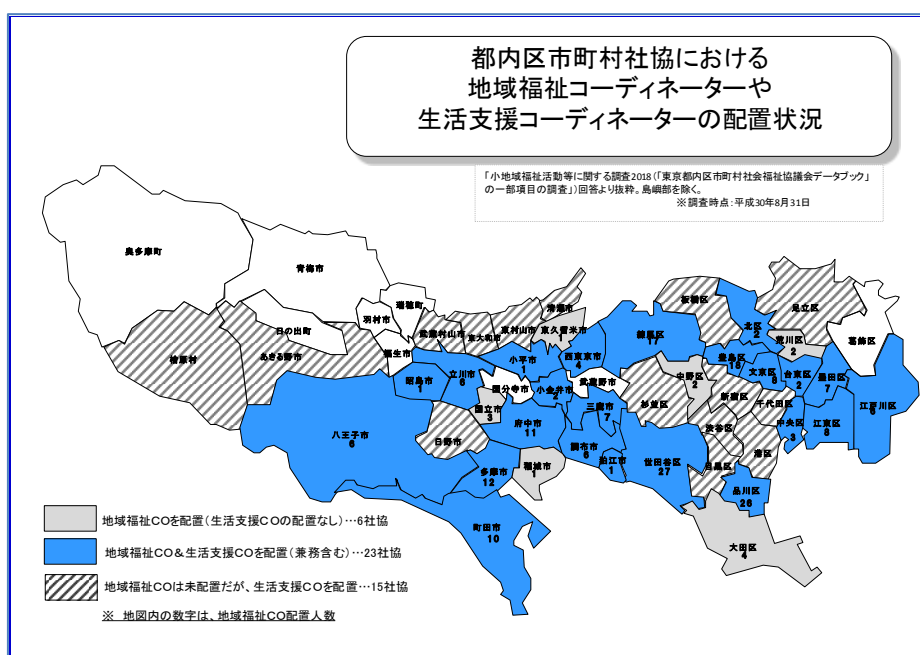 都内区市町村社協における
地域福祉コーディネーターや
生活支援コーディネーターの配置状況
「小地域福祉活動等に関する調査2018(「東京都内区市町村社会福祉協議会データブック」
の一部項目の調査」)回答より抜粋。島嶼部を除く。
※調査時点:平成30年8月31日
奥多摩町
青梅市
瑞穂町
羽村市
日の出町
福生市
あきる野市
檜原村
武蔵村山市
東大和市
東村山市
清瀬市
東久留米市
1
小平市
1
西東京市
4
昭島市
1
立川市
6
国分寺市
小金井市
2
武蔵野市
国立市
3
三鷹市
7
府中市
11
八王子市
6
日野市
多摩市
12
稲城市
1
調布市
6
狛江市
1
町田市
10
練馬区
17
板橋区
北区
2
足立区
荒川区
2
葛飾区
中野区
2
豊島区
18
文京区
8
台東区
2
墨田区
7
江戸川区
6
杉並区
新宿区
千代田区
渋谷区
中央区
3
江東区
8
港区
世田谷区
27
目黒区
品川区
26
大田区
4
地域福祉COを配置(生活支援COの配置なし)…6社協
地域福祉CO&生活支援COを配置(兼務含む)…23社協
地域福祉COは未配置だが、生活支援COを配置…15社協
※ 地図内の数字は、地域福祉CO配置人数